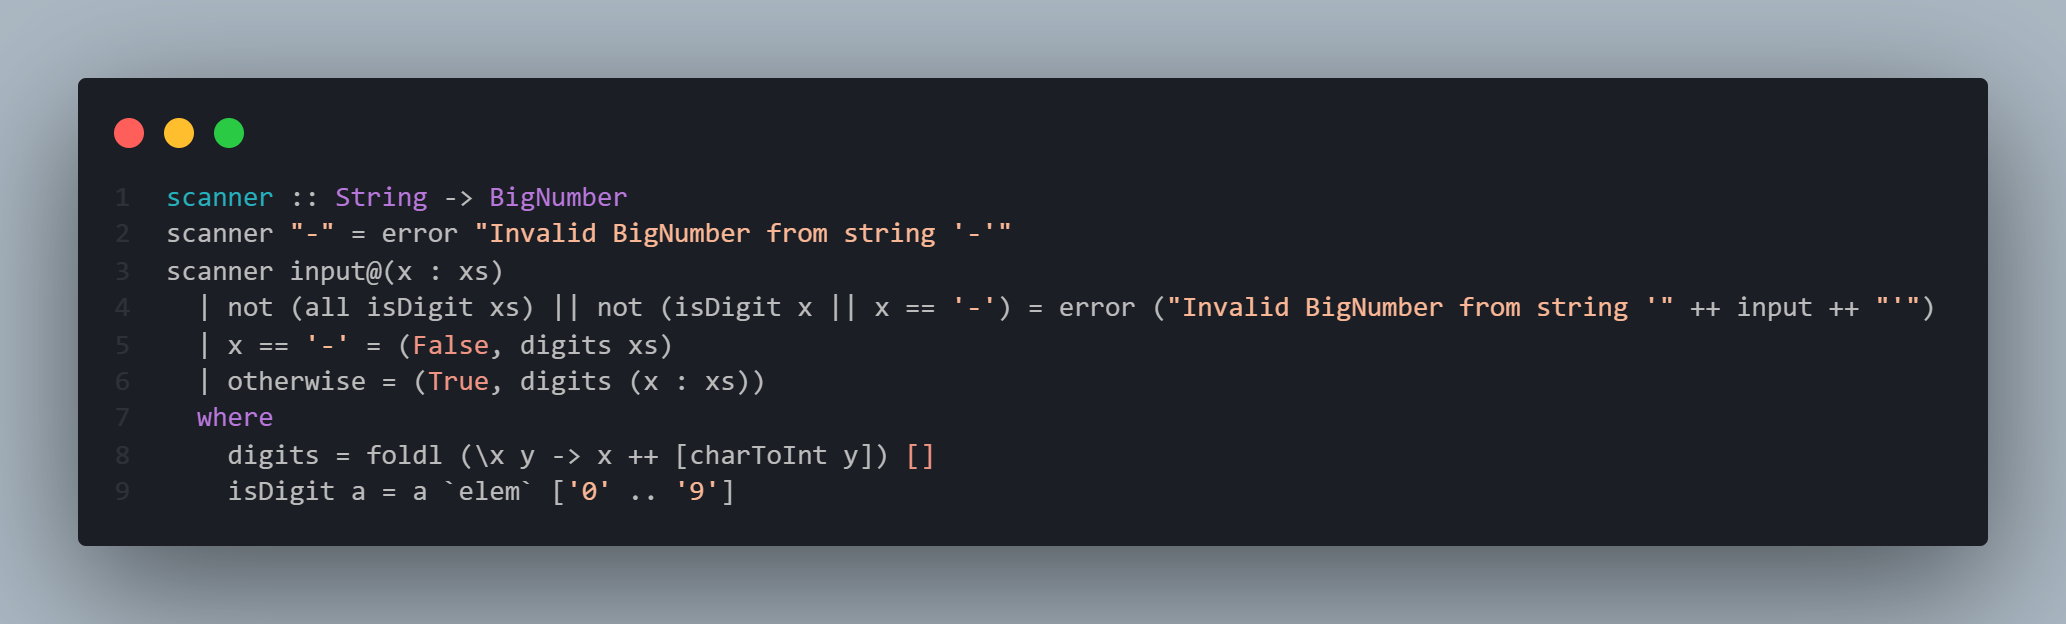 1 scanner :: String -> BigNumber
2 scanner "-" = error "Invalid BigNumber from string '-'"
3 scanner input@(x : xs)
4   | not (all isDigit xs) || not (isDigit x || x == '-') = error ("Invalid BigNumber from string '" ++ input ++ "'")
5   | x == '-' = (False, digits xs)
6   | otherwise = (True, digits (x : xs))
7   where
8     digits = foldl (\x y -> x ++ [charToInt y]) []
9     isDigit a = a `elem` ['0' .. '9']